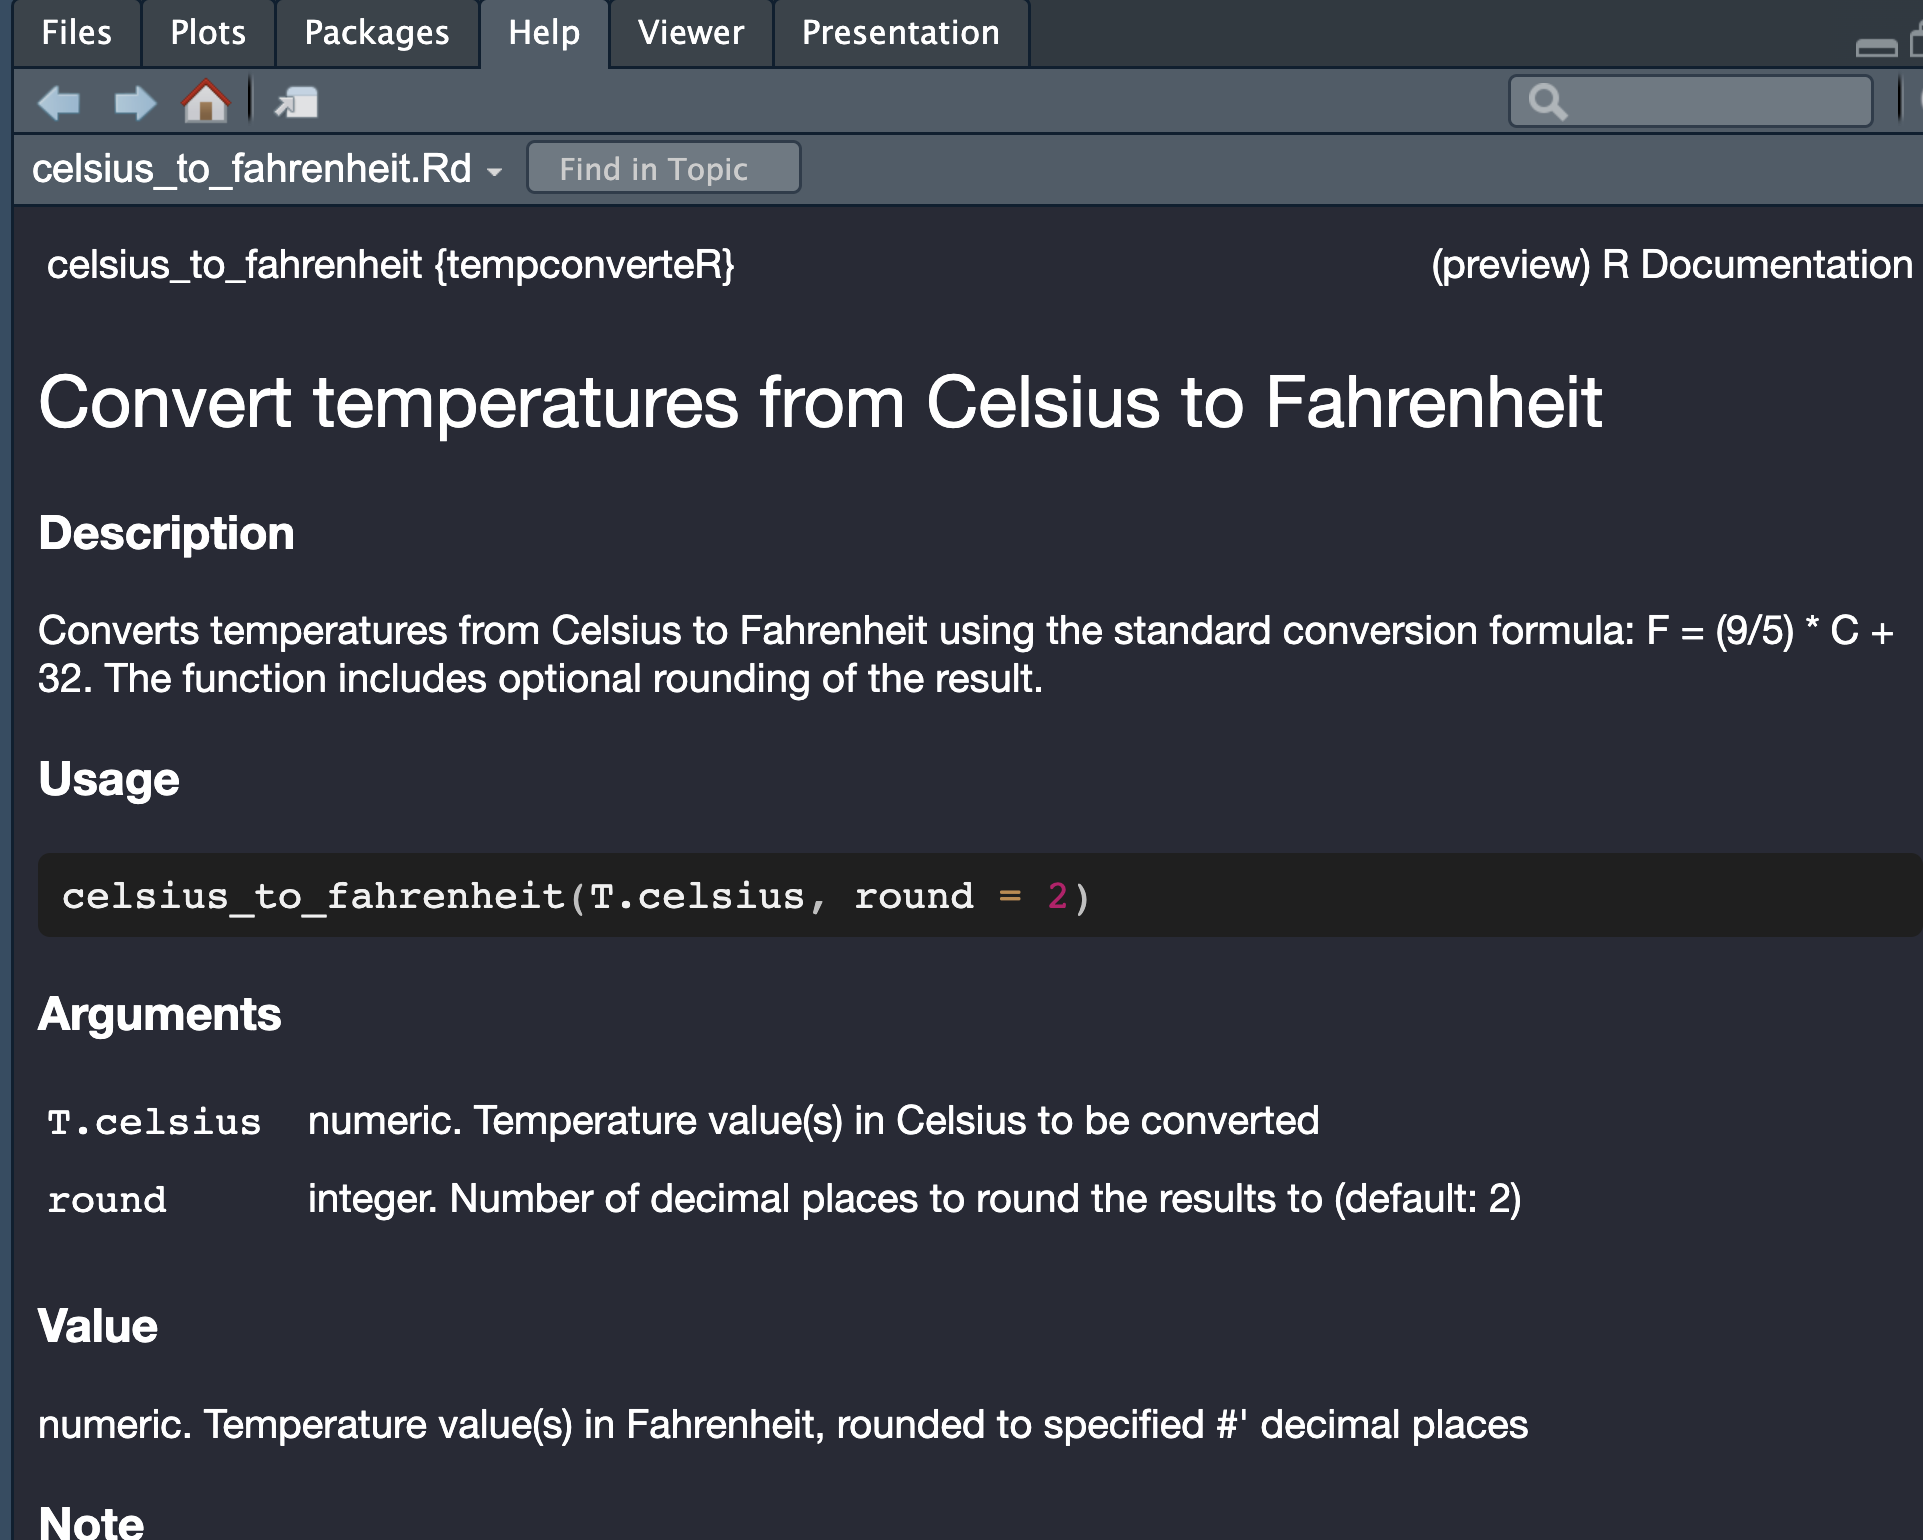 Files Plots Packages Help Viewer Presentation
celsius_to_fahrenheit.Rd Find in Topic
celsius_to_fahrenheit {tempconverteR} (preview) R Documentation
Convert temperatures from Celsius to Fahrenheit
Description
Converts temperatures from Celsius to Fahrenheit using the standard conversion formula: F = (9/5) * C +
32. The function includes optional rounding of the result.
Usage
celsius_to_fahrenheit(T.celsius, round = 2)
Arguments
T.celsius numeric. Temperature value(s) in Celsius to be converted
round integer. Number of decimal places to round the results to (default: 2)
Value
numeric. Temperature value(s) in Fahrenheit, rounded to specified #' decimal places
Note